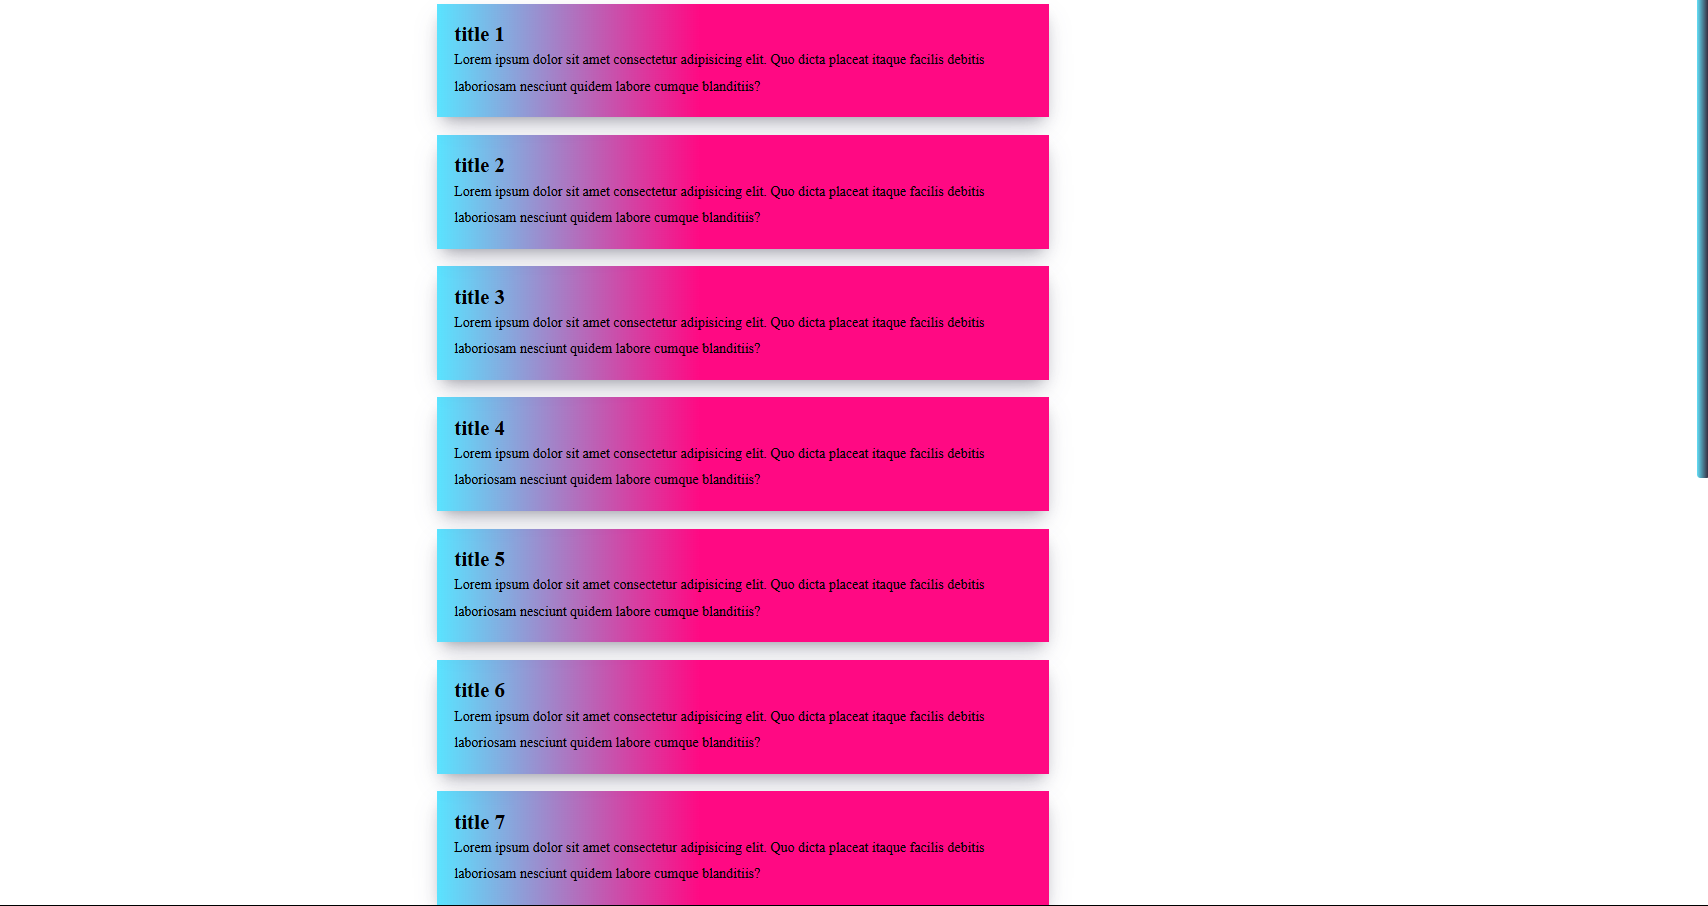 title 1
Lorem ipsum dolor sit amet consectetur adipisicing elit. Quo dicta placeat itaque facilis debitis
laboriosam nesciunt quidem labore cumque blanditiis?
title 2
Lorem ipsum dolor sit amet consectetur adipisicing elit. Quo dicta placeat itaque facilis debitis
laboriosam nesciunt quidem labore cumque blanditiis?
title 3
Lorem ipsum dolor sit amet consectetur adipisicing elit. Quo dicta placeat itaque facilis debitis
laboriosam nesciunt quidem labore cumque blanditiis?
title 4
Lorem ipsum dolor sit amet consectetur adipisicing elit. Quo dicta placeat itaque facilis debitis
laboriosam nesciunt quidem labore cumque blanditiis?
title 5
Lorem ipsum dolor sit amet consectetur adipisicing elit. Quo dicta placeat itaque facilis debitis
laboriosam nesciunt quidem labore cumque blanditiis?
title 6
Lorem ipsum dolor sit amet consectetur adipisicing elit. Quo dicta placeat itaque facilis debitis
laboriosam nesciunt quidem labore cumque blanditiis?
title 7
Lorem ipsum dolor sit amet consectetur adipisicing elit. Quo dicta placeat itaque facilis debitis
laboriosam nesciunt quidem labore cumque blanditiis?